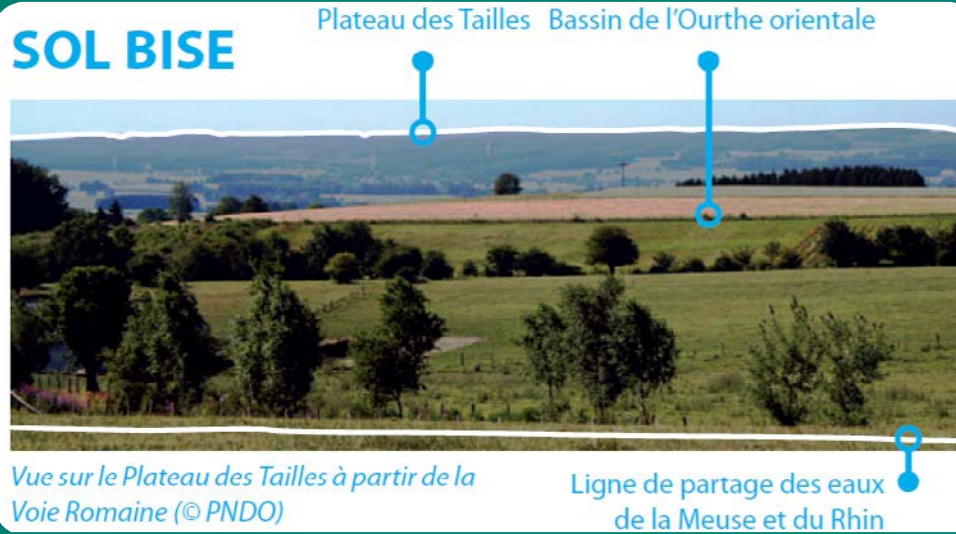 SOL BISE
Plateau des Tailles
Bassin de l'Ourthe orientale
Vue sur le Plateau des Tailles à partir de la
Voie Romaine (© PNDO)
Ligne de partage des eaux
de la Meuse et du Rhin